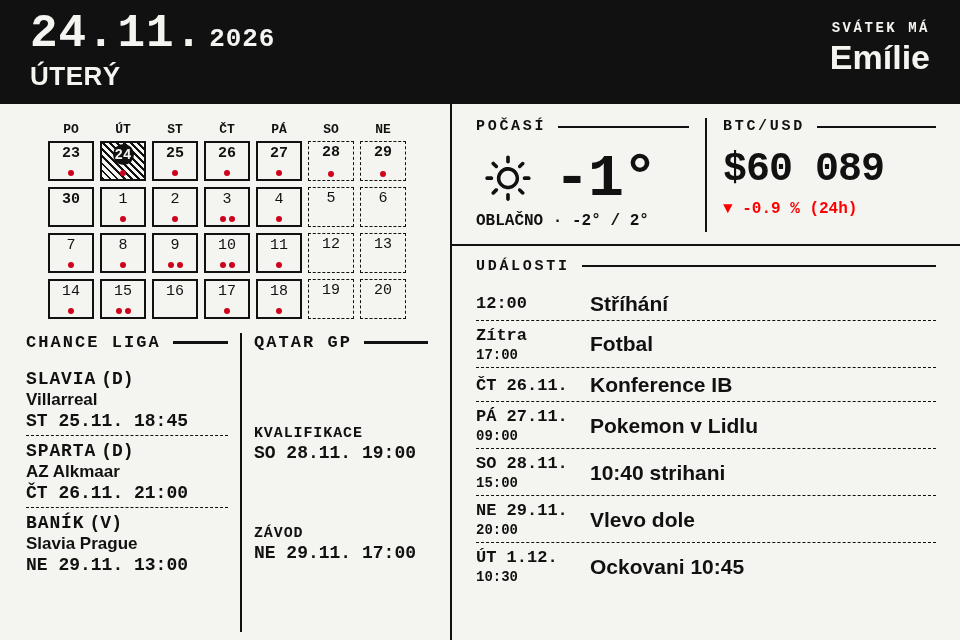 24.11. 2026
ÚTERÝ
SVÁTEK MÁ
Emílie
PO ÚT ST ČT PÁ SO NE
23 24 25 26 27 28 29
30 1 2 3 4 5 6
7 8 9 10 11 12 13
14 15 16 17 18 19 20
CHANCE LIGA
SLAVIA (D)
Villarreal
ST 25.11. 18:45
SPARTA (D)
AZ Alkmaar
ČT 26.11. 21:00
BANÍK (V)
Slavia Prague
NE 29.11. 13:00
QATAR GP
KVALIFIKACE
SO 28.11. 19:00
ZÁVOD
NE 29.11. 17:00
POČASÍ
-1°
OBLAČNO · -2° / 2°
BTC/USD
$60 089
▼ -0.9 % (24h)
UDÁLOSTI
12:00 Stříhání
Zítra
17:00
Fotbal
ČT 26.11. Konference IB
PÁ 27.11.
09:00
Pokemon v Lidlu
SO 28.11.
15:00
10:40 strihani
NE 29.11.
20:00
Vlevo dole
ÚT 1.12.
10:30
Ockovani 10:45